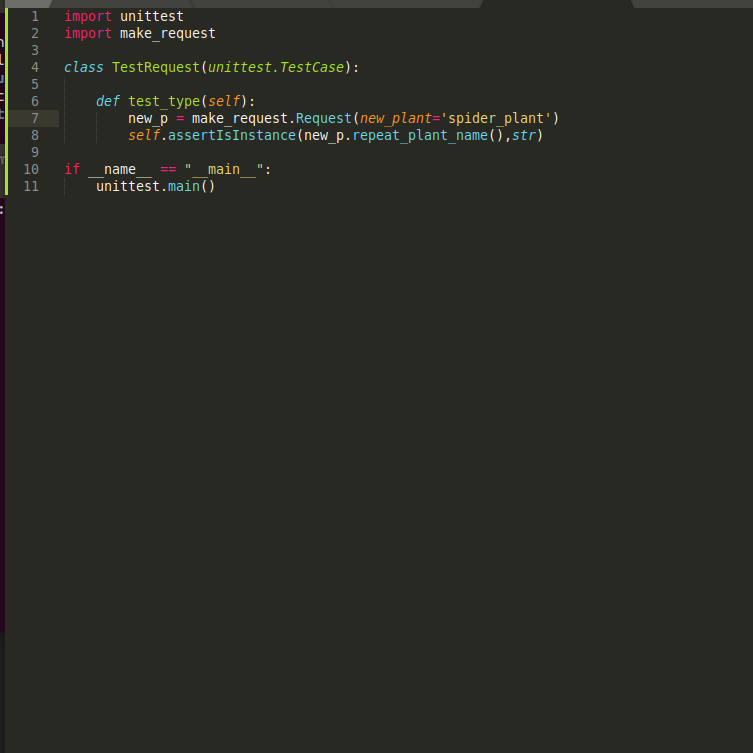 1 import unittest
2 import make_request
3
4 class TestRequest(unittest.TestCase):
5
6 def test_type(self):
7 new_p = make_request.Request(new_plant='spider_plant')
8 self.assertIsInstance(new_p.repeat_plant_name(),str)
9
10 if __name__ == "__main__":
11 unittest.main()